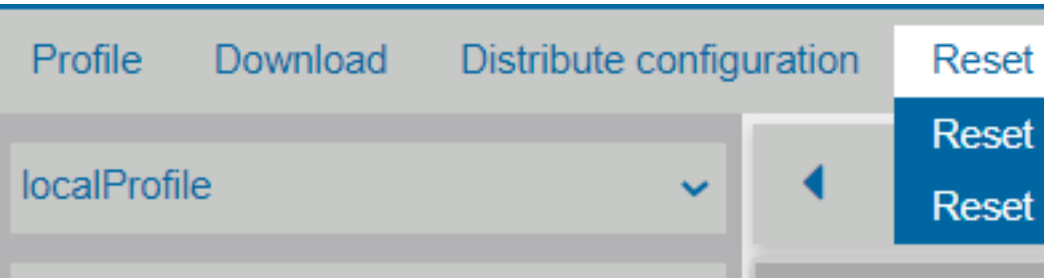 Profile Download Distribute configuration Reset
Reset
localProfile
Reset